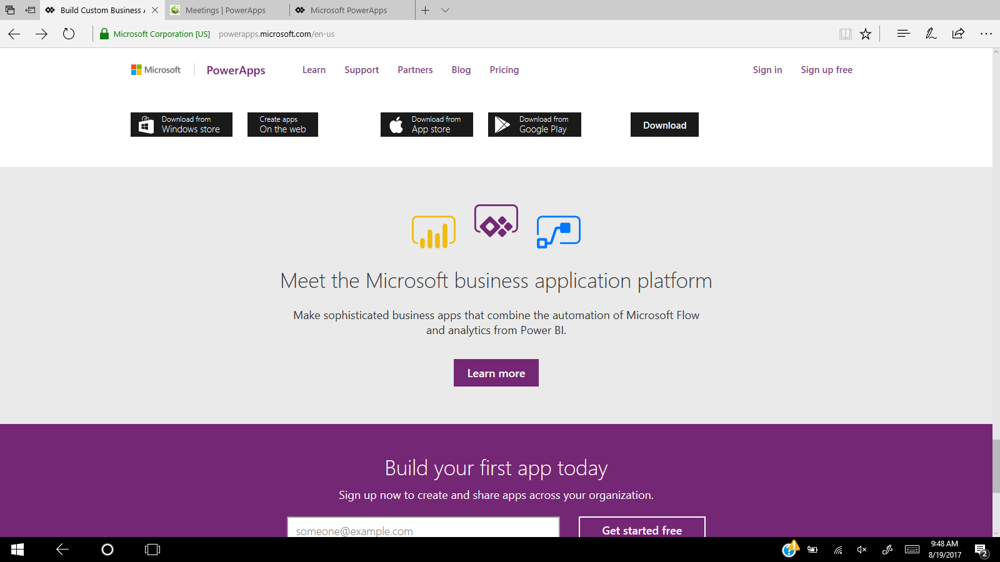 Build Custom Business A
Meetings | PowerApps
Microsoft PowerApps
Microsoft Corporation [US]
powerapps.microsoft.com/en-us
Microsoft
PowerApps
Learn
Support
Partners
Blog
Pricing
Sign in
Sign up free
Download from
Windows store
Create apps
On the web
Download from
App store
Download from
Google Play
Download
Meet the Microsoft business application platform
Make sophisticated business apps that combine the automation of Microsoft Flow
and analytics from Power BI.
Learn more
Build your first app today
Sign up now to create and share apps across your organization.
someone@example.com
Get started free
9:48 AM
8/19/2017
2